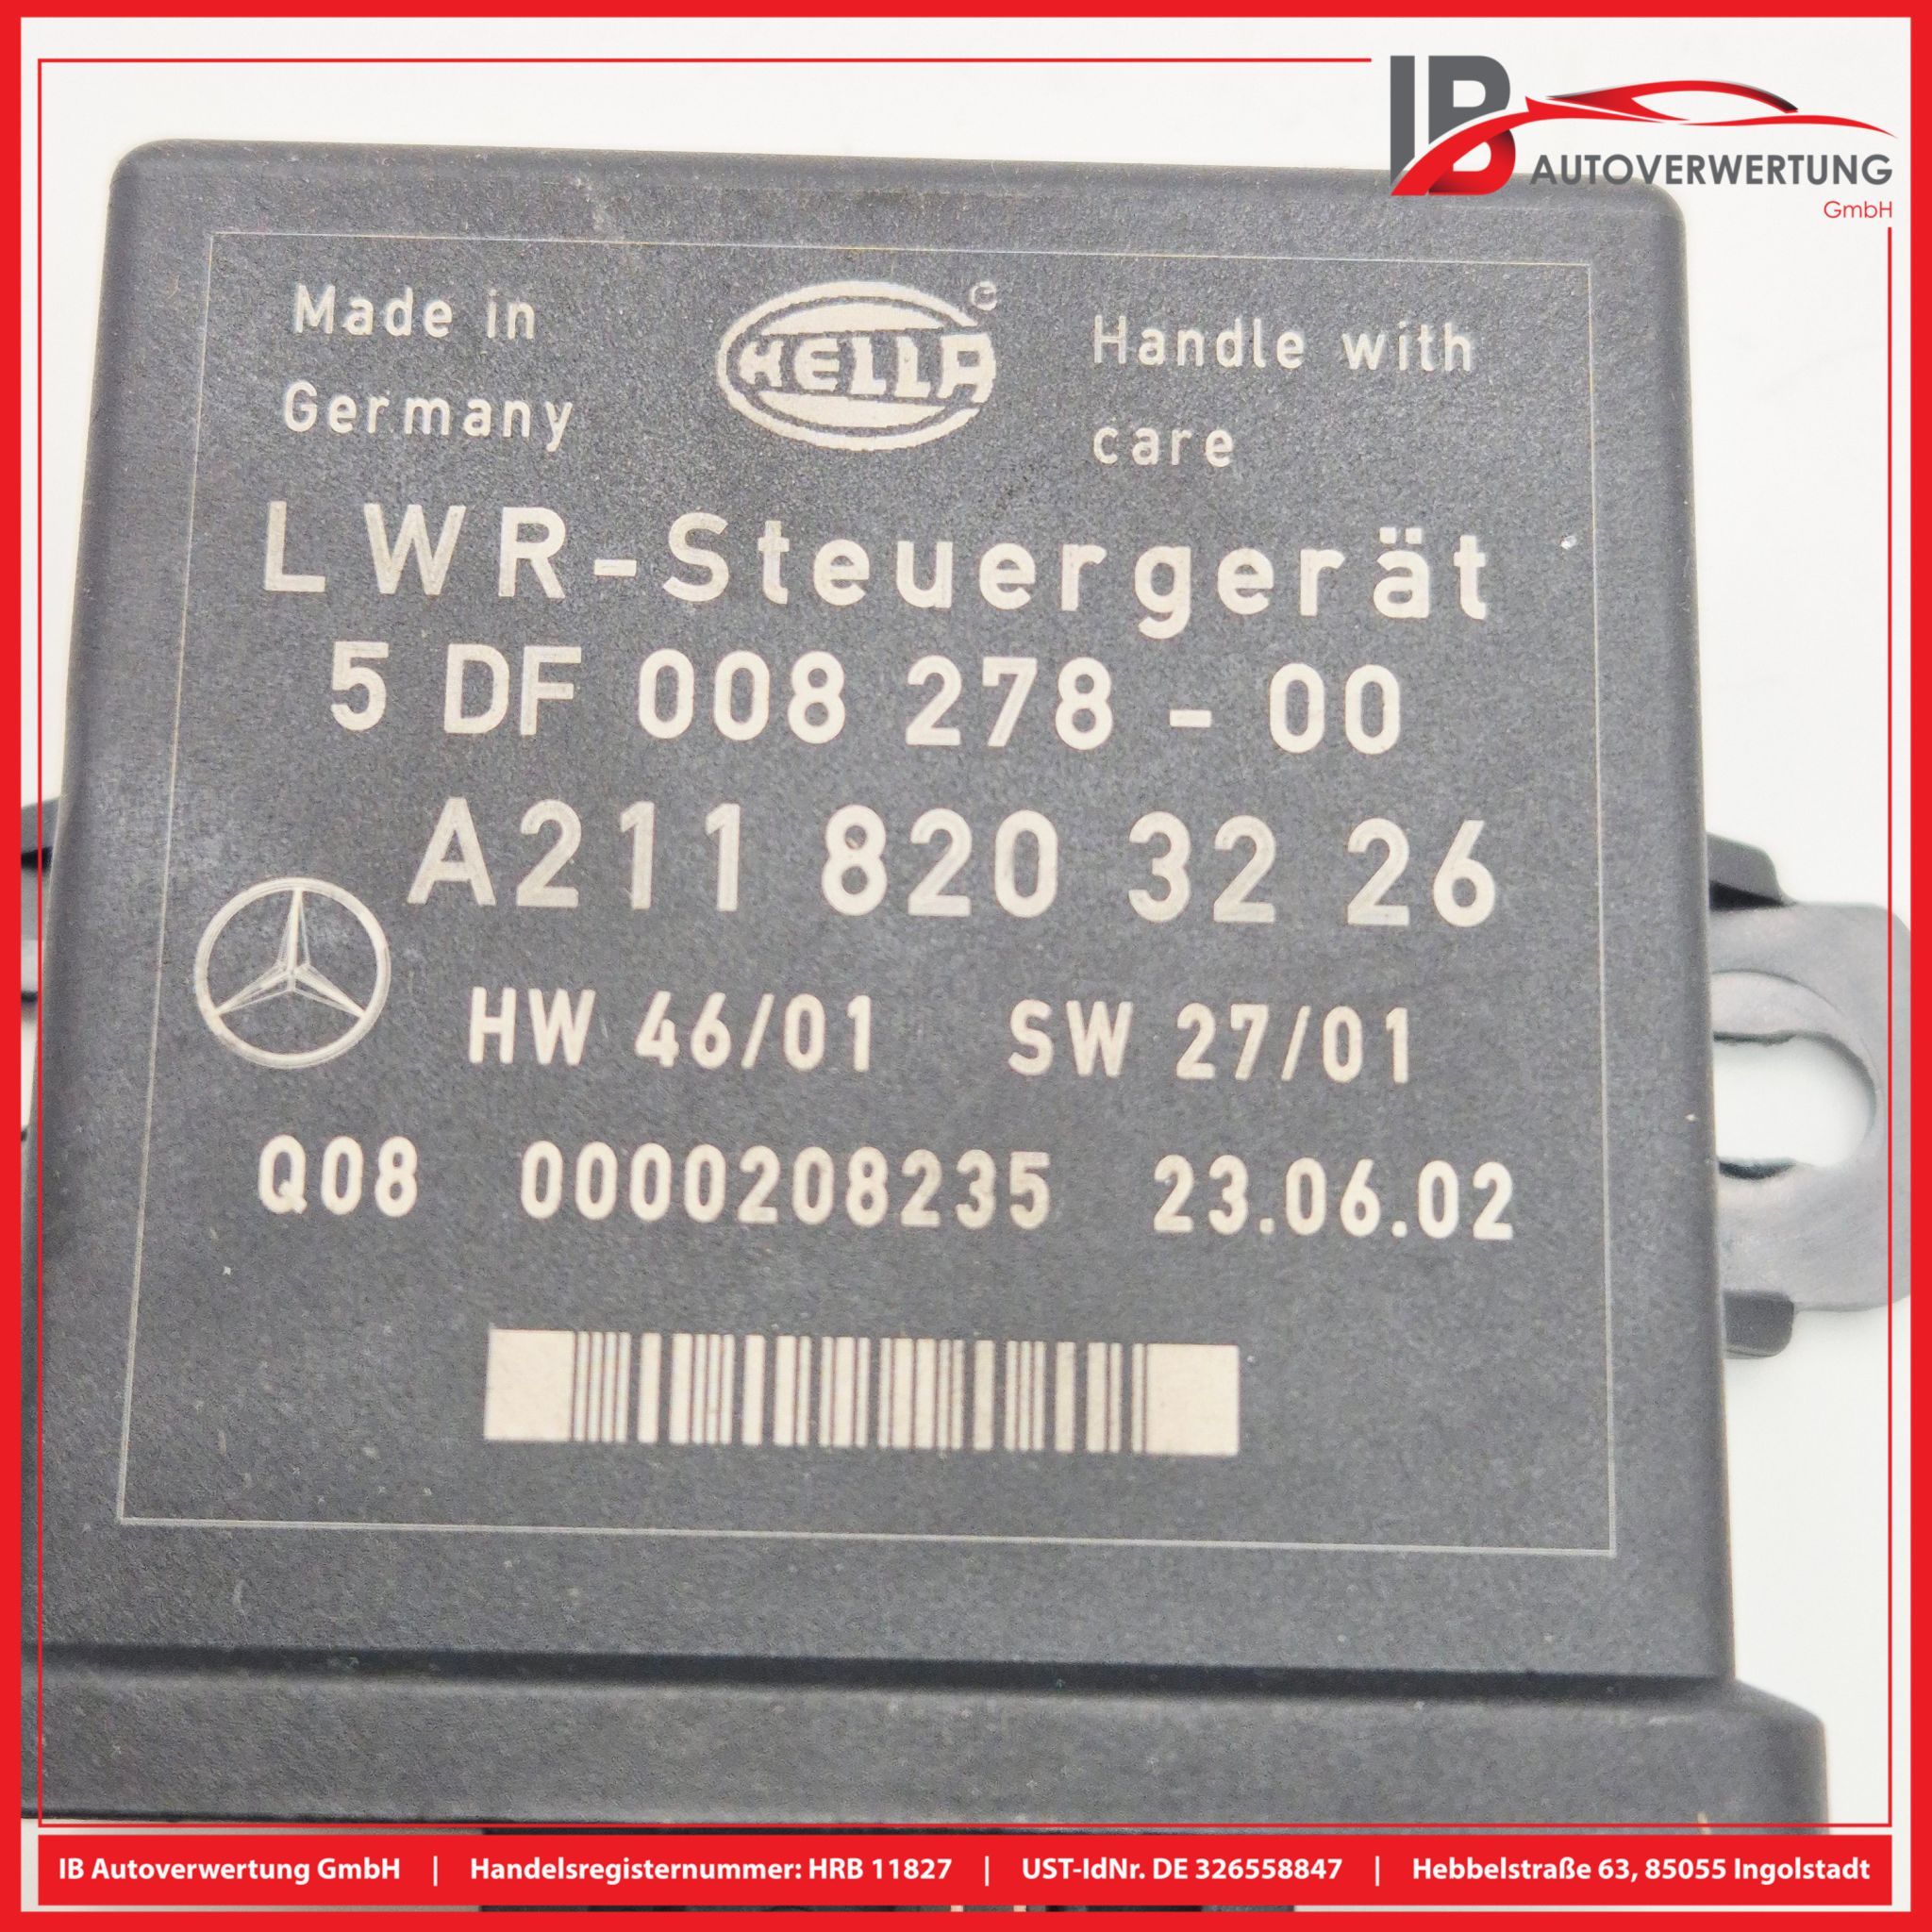 IB
AUTOVERWERTUNG
GmbH
Made in
Germany
HELLA
©
Handle with
care
LWR-Steuergerät
5 DF 008 278 - 00
A211 820 32 26
HW 46/01 SW 27/01
Q08 0000208235 23.06.02
IB Autoverwertung GmbH | Handelsregisternummer: HRB 11827 | UST-IdNr. DE 326558847 | Hebbelstraße 63, 85055 Ingolstadt